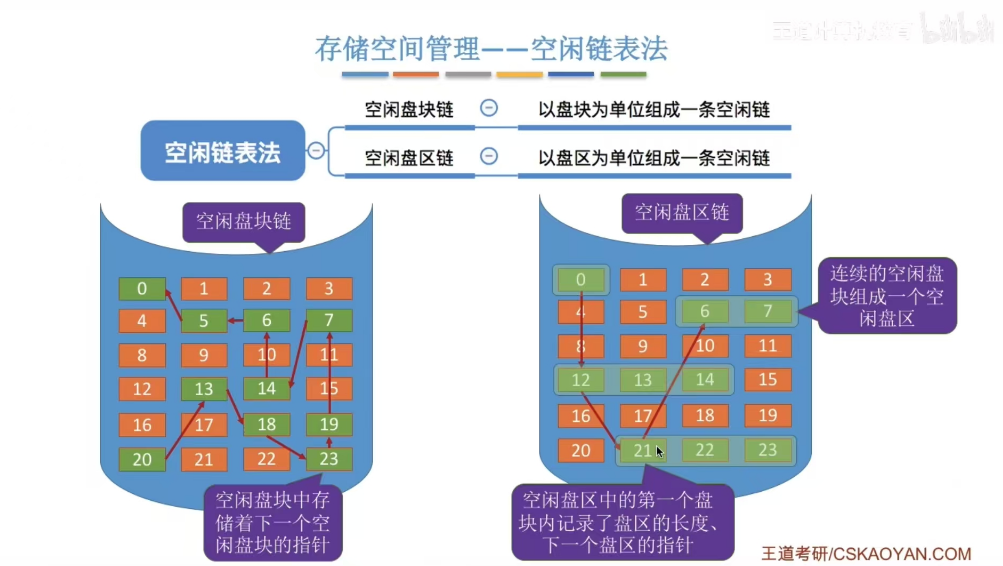 存储空间管理——空闲链表法
空闲盘块链
以盘块为单位组成一条空闲链
空闲链表法
空闲盘区链
以盘区为单位组成一条空闲链
空闲盘块链
0 1 2 3
4 5 6 7
8 9 10 11
12 13 14 15
16 17 18 19
20 21 22 23
空闲盘块中存
储着下一个空
闲盘块的指针
空闲盘区链
0 1 2 3
4 5 6 7
8 9 10 11
12 13 14 15
16 17 18 19
20 21 22 23
连续的空闲盘
块组成一个空
闲盘区
空闲盘区中的第一个盘
块内记录了盘区的长度、
下一个盘区的指针
王道考研/CSKAOYAN.COM
bilibili